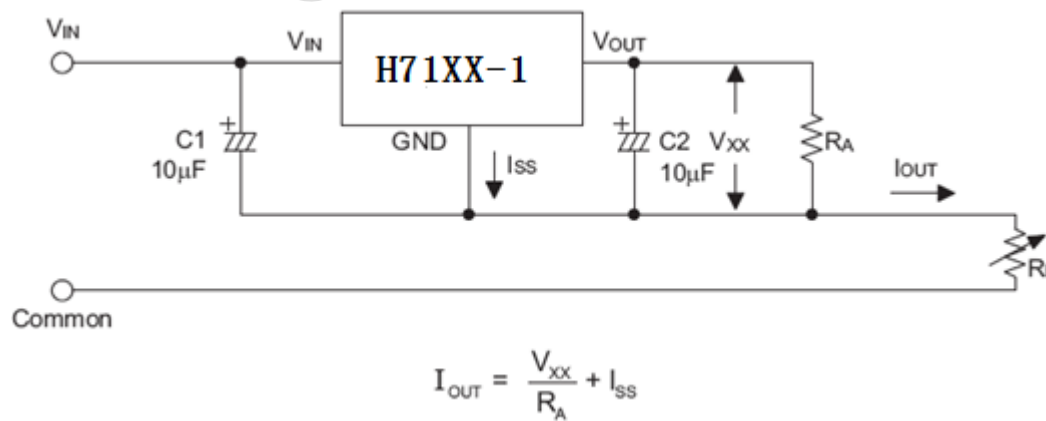 VIN
VIN
H71XX-1
VOUT
C1
10μF
GND
ISS
C2
10μF
VXX
RA
IOUT
Common
IOUT = VXX / RA + ISS